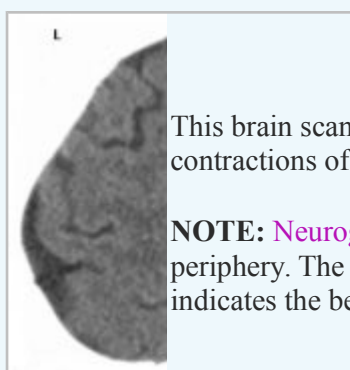 L
This brain scan
contractions of
NOTE: Neurog
periphery. The
indicates the be